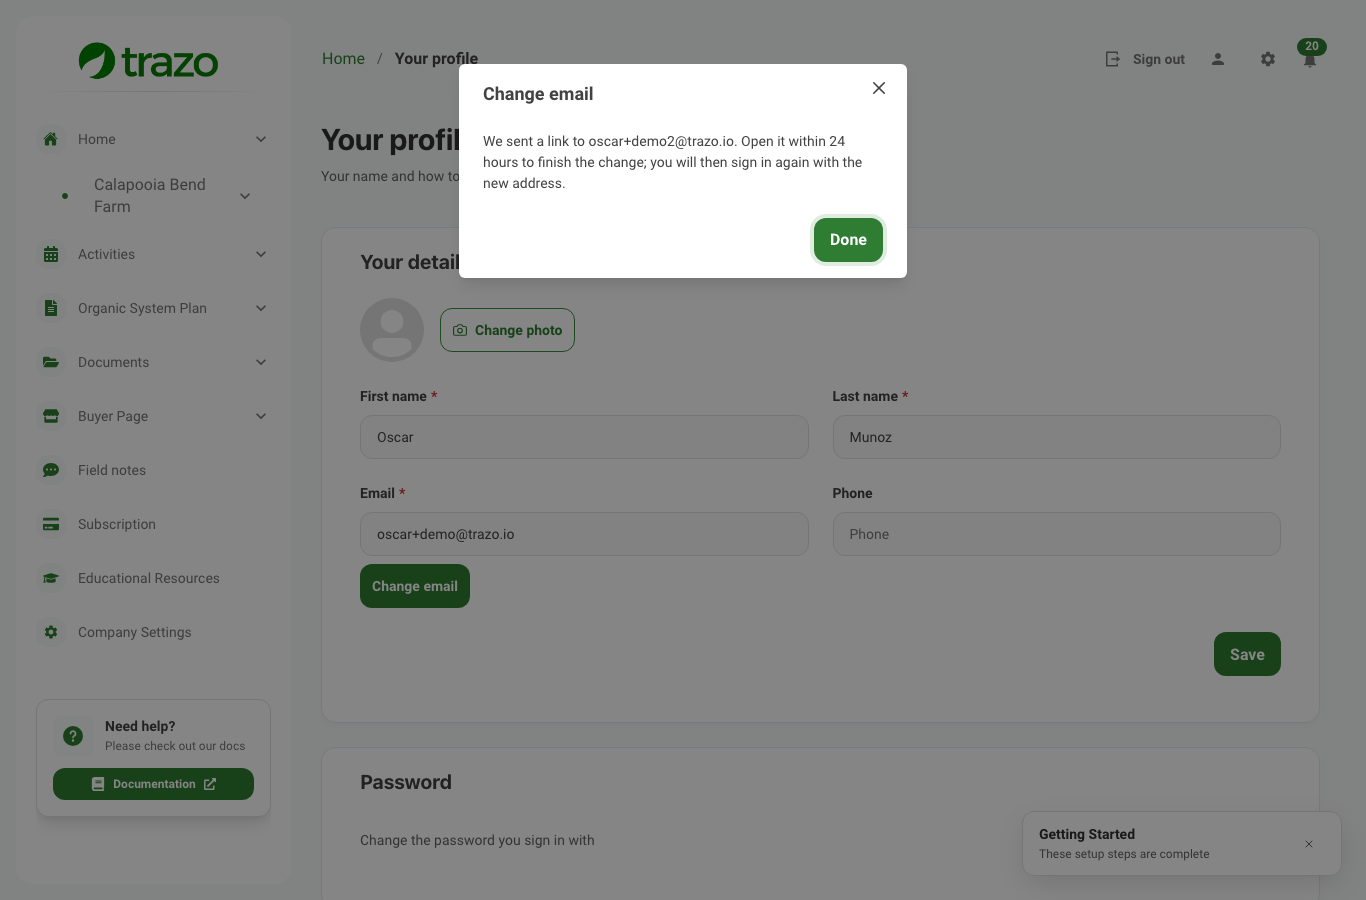 trazo
Home / Your profile
Sign out
20
Home
Calapooia Bend
Farm
Activities
Organic System Plan
Documents
Buyer Page
Field notes
Subscription
Educational Resources
Company Settings
Need help?
Please check out our docs
Documentation
Change email
We sent a link to oscar+demo2@trazo.io. Open it within 24
hours to finish the change; you will then sign in again with the
new address.
Done
Your profil
Your name and how to
Your detail
Change photo
First name *
Oscar
Last name *
Munoz
Email *
oscar+demo@trazo.io
Phone
Phone
Change email
Save
Password
Change the password you sign in with
Getting Started
These setup steps are complete